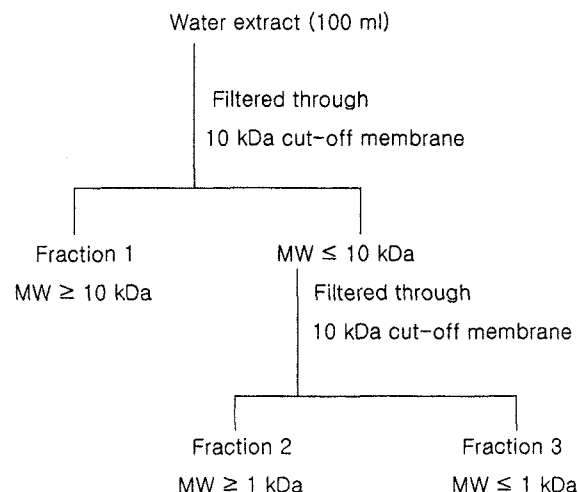 Water extract (100 ml)
Filtered through
10 kDa cut-off membrane
Fraction 1
MW ≥ 10 kDa
MW ≤ 10 kDa
Filtered through
10 kDa cut-off membrane
Fraction 2
MW ≥ 1 kDa
Fraction 3
MW ≤ 1 kDa